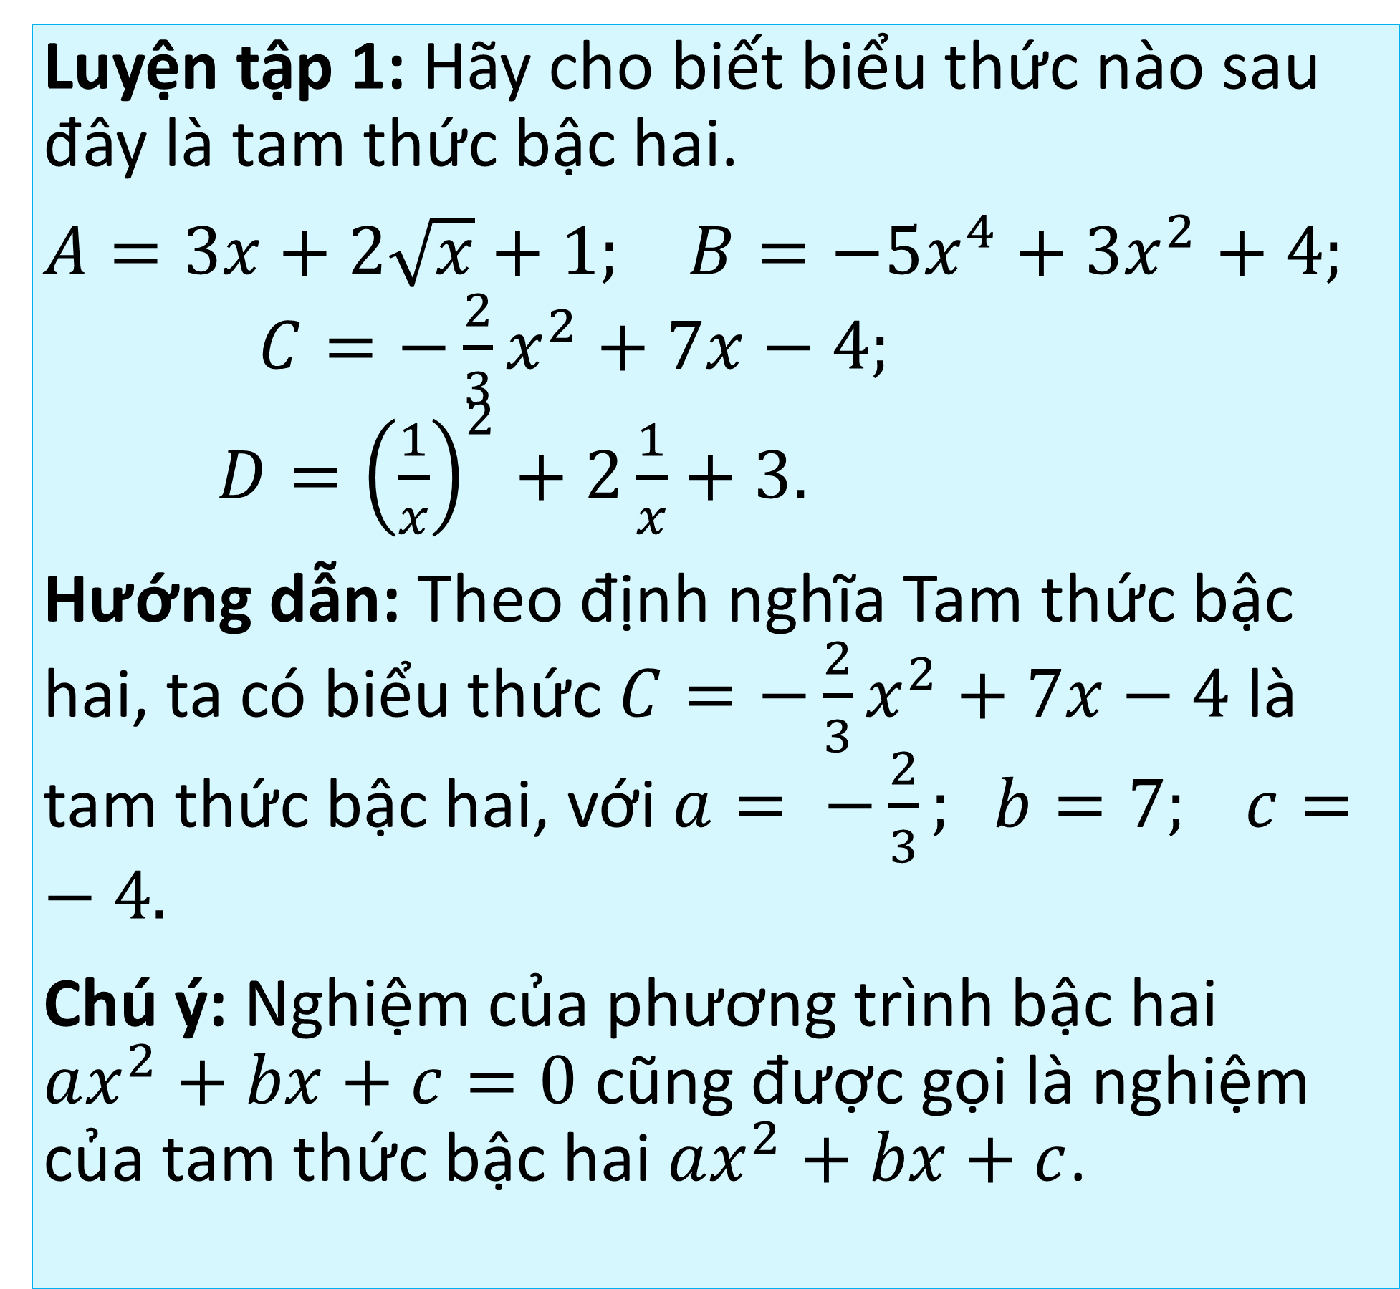 Luyện tập 1: Hãy cho biết biểu thức nào sau
đây là tam thức bậc hai.
A = 3x + 2√x + 1; B = −5x⁴ + 3x² + 4;
C = −2/3 x² + 7x − 4;
D = (1/x)² + 2 1/x + 3.
Hướng dẫn: Theo định nghĩa Tam thức bậc
hai, ta có biểu thức C = −2/3 x² + 7x − 4 là
tam thức bậc hai, với a = −2/3; b = 7; c =
− 4.
Chú ý: Nghiệm của phương trình bậc hai
ax² + bx + c = 0 cũng được gọi là nghiệm
của tam thức bậc hai ax² + bx + c.